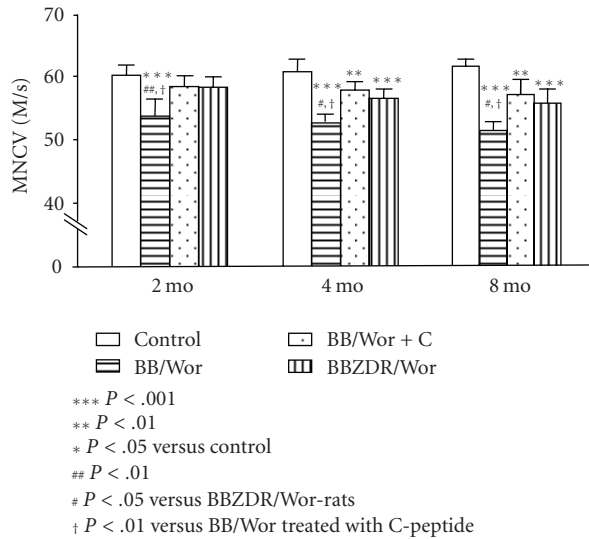 70
60
50
40
0
MNCV (M/s)
∗∗∗
##, †
∗∗∗
#, †
∗∗
∗∗∗
∗∗∗
#, †
∗∗
∗∗∗
2 mo 4 mo 8 mo
Control BB/Wor + C
BB/Wor BBZDR/Wor
∗∗∗ P < .001
∗∗ P < .01
∗ P < .05 versus control
## P < .01
# P < .05 versus BBZDR/Wor-rats
† P < .01 versus BB/Wor treated with C-peptide